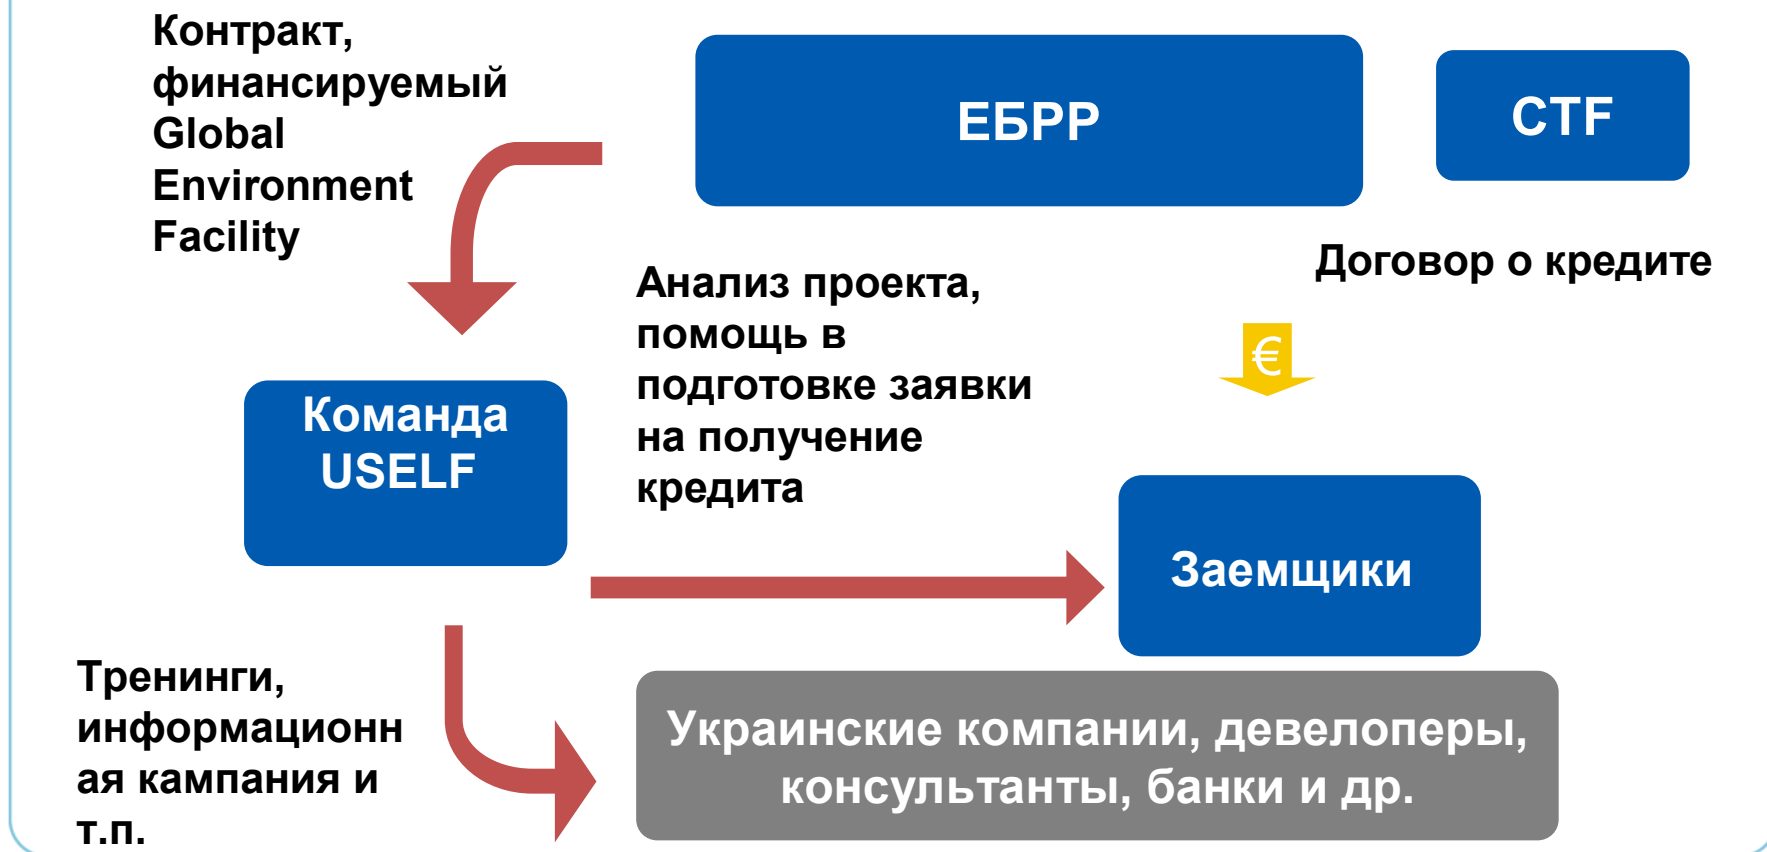 Контракт,
финансируемый
Global
Environment
Facility
ЕБРР
CTF
Договор о кредите
Анализ проекта,
помощь в
подготовке заявки
на получение
кредита
€
Команда
USELF
Заемщики
Тренинги,
информационн
ая кампания и
т.п.
Украинские компании, девелоперы,
консультанты, банки и др.